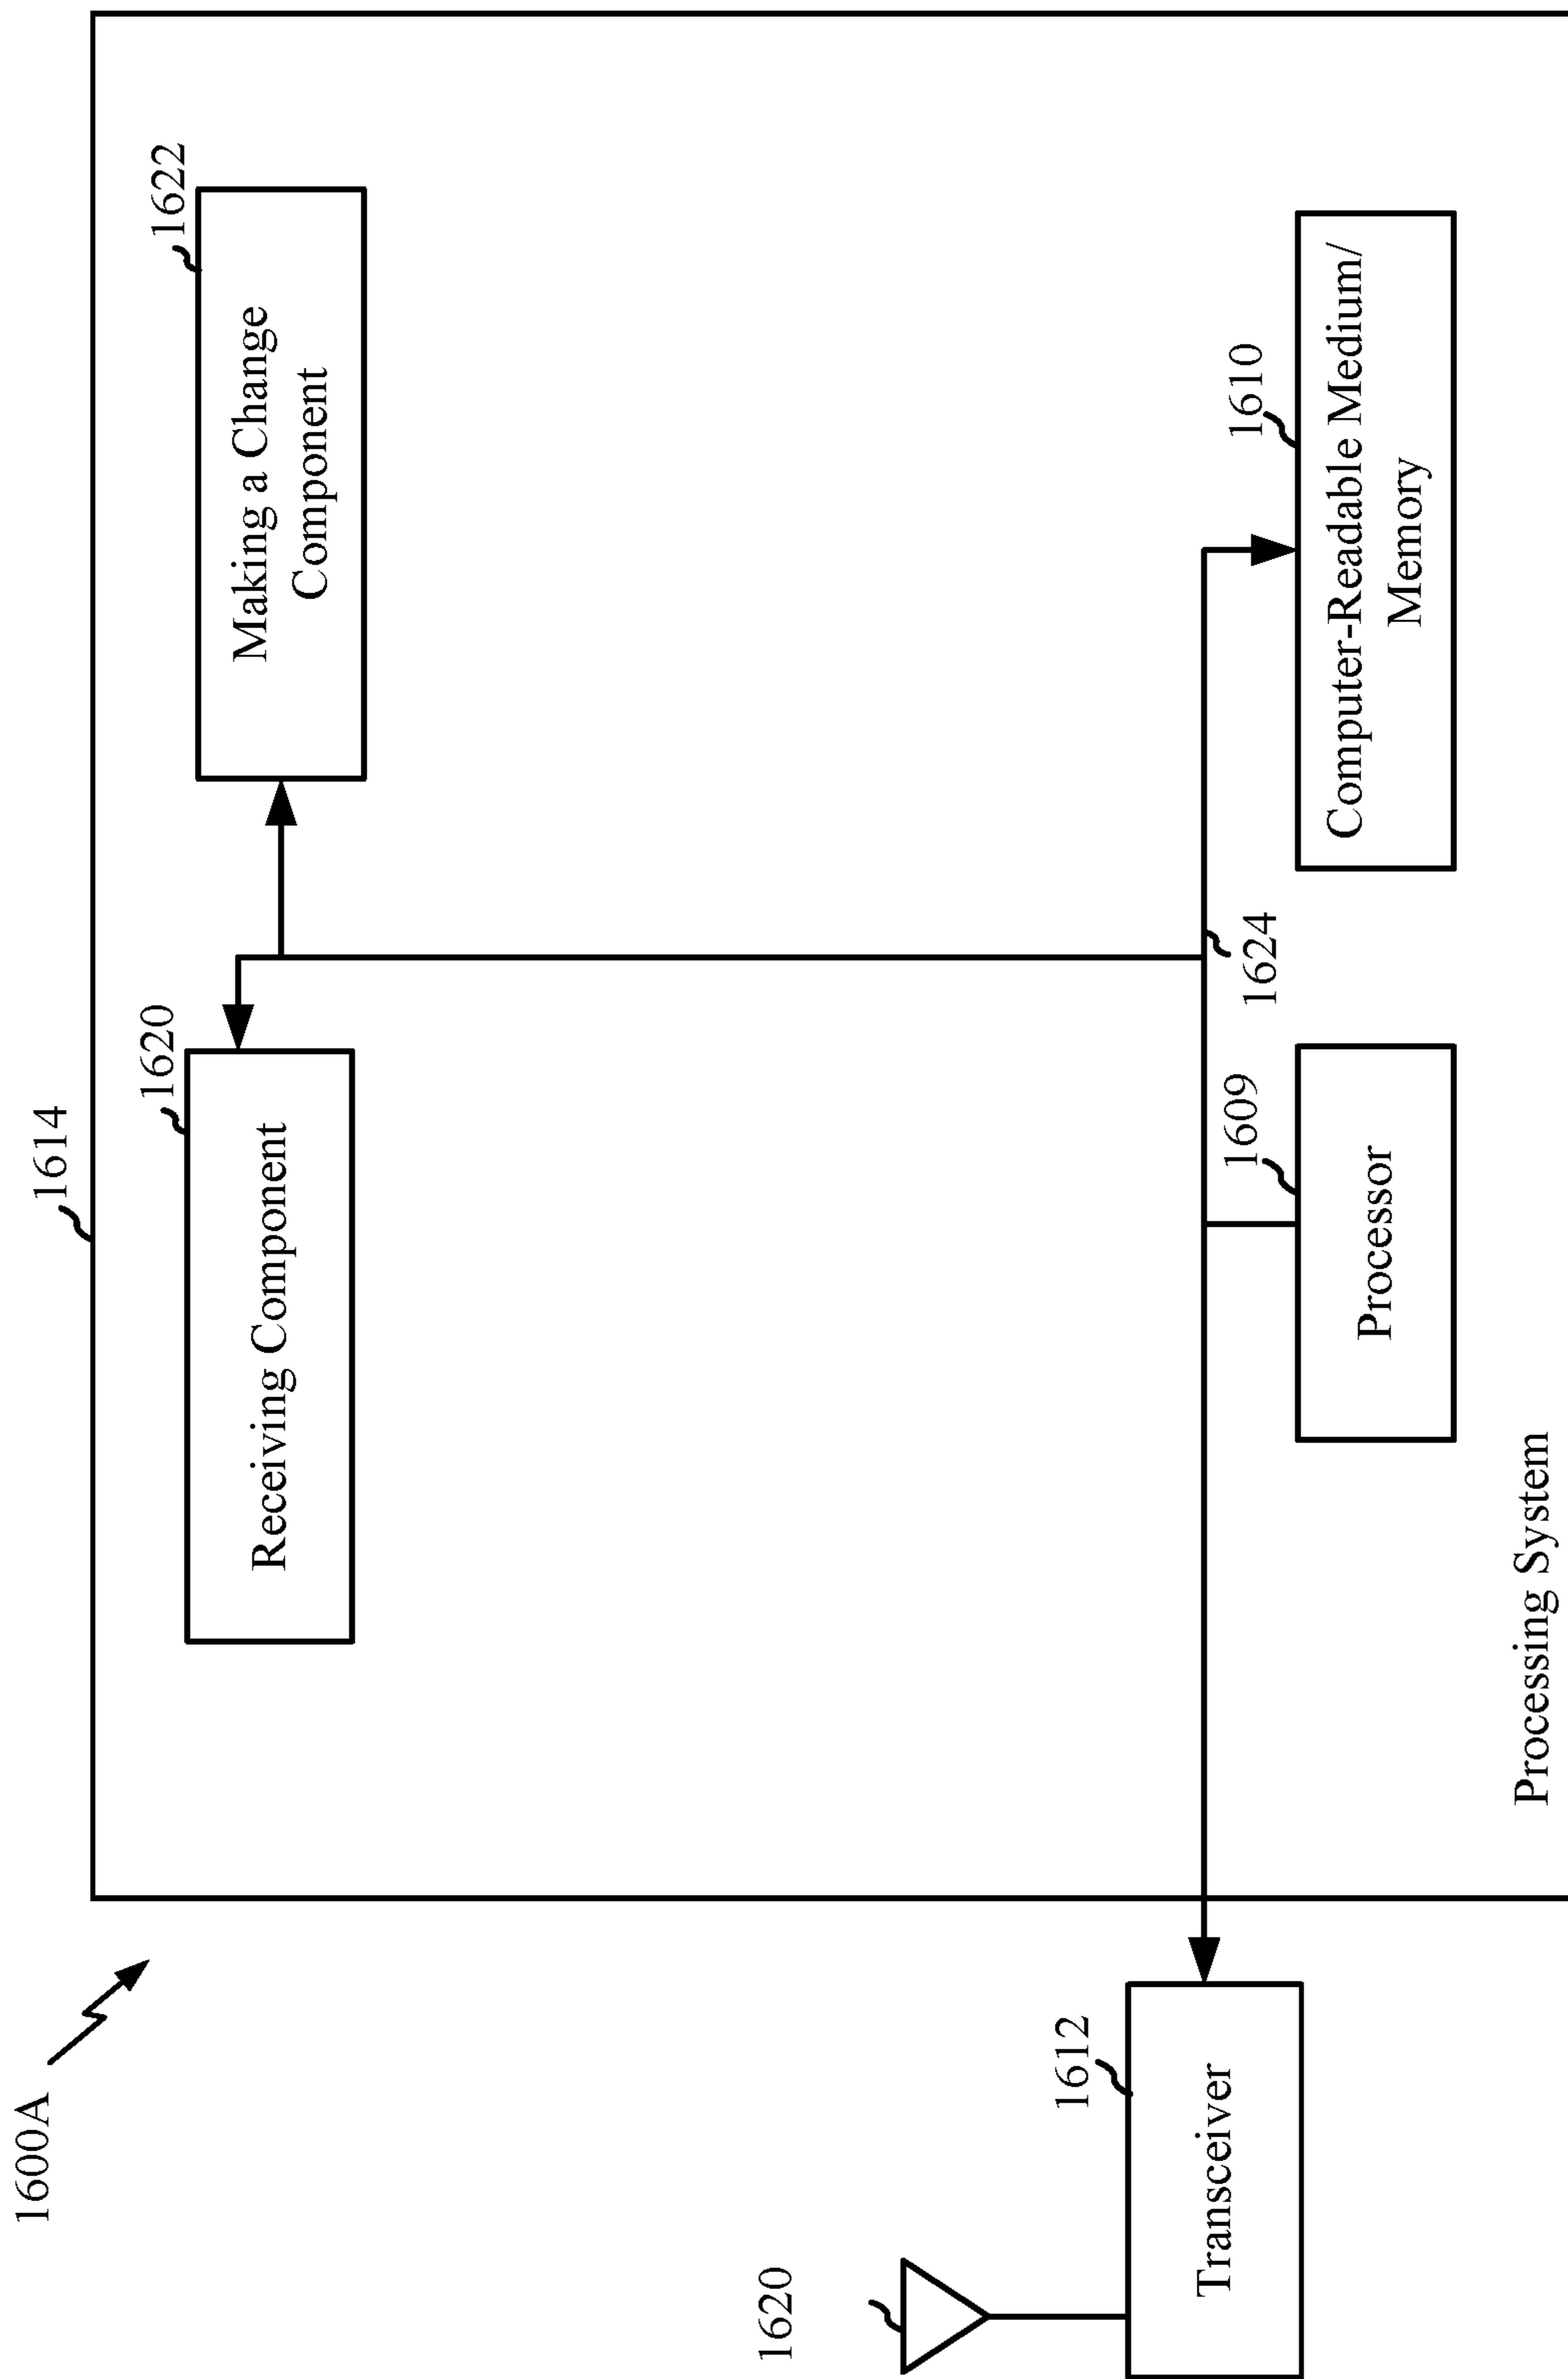 1600A
1614
1620
Receiving Component
1622
Making a Change
Component
1620
1612
Transceiver
1624
1609
Processor
1610
Computer-Readable Medium/
Memory
Processing System